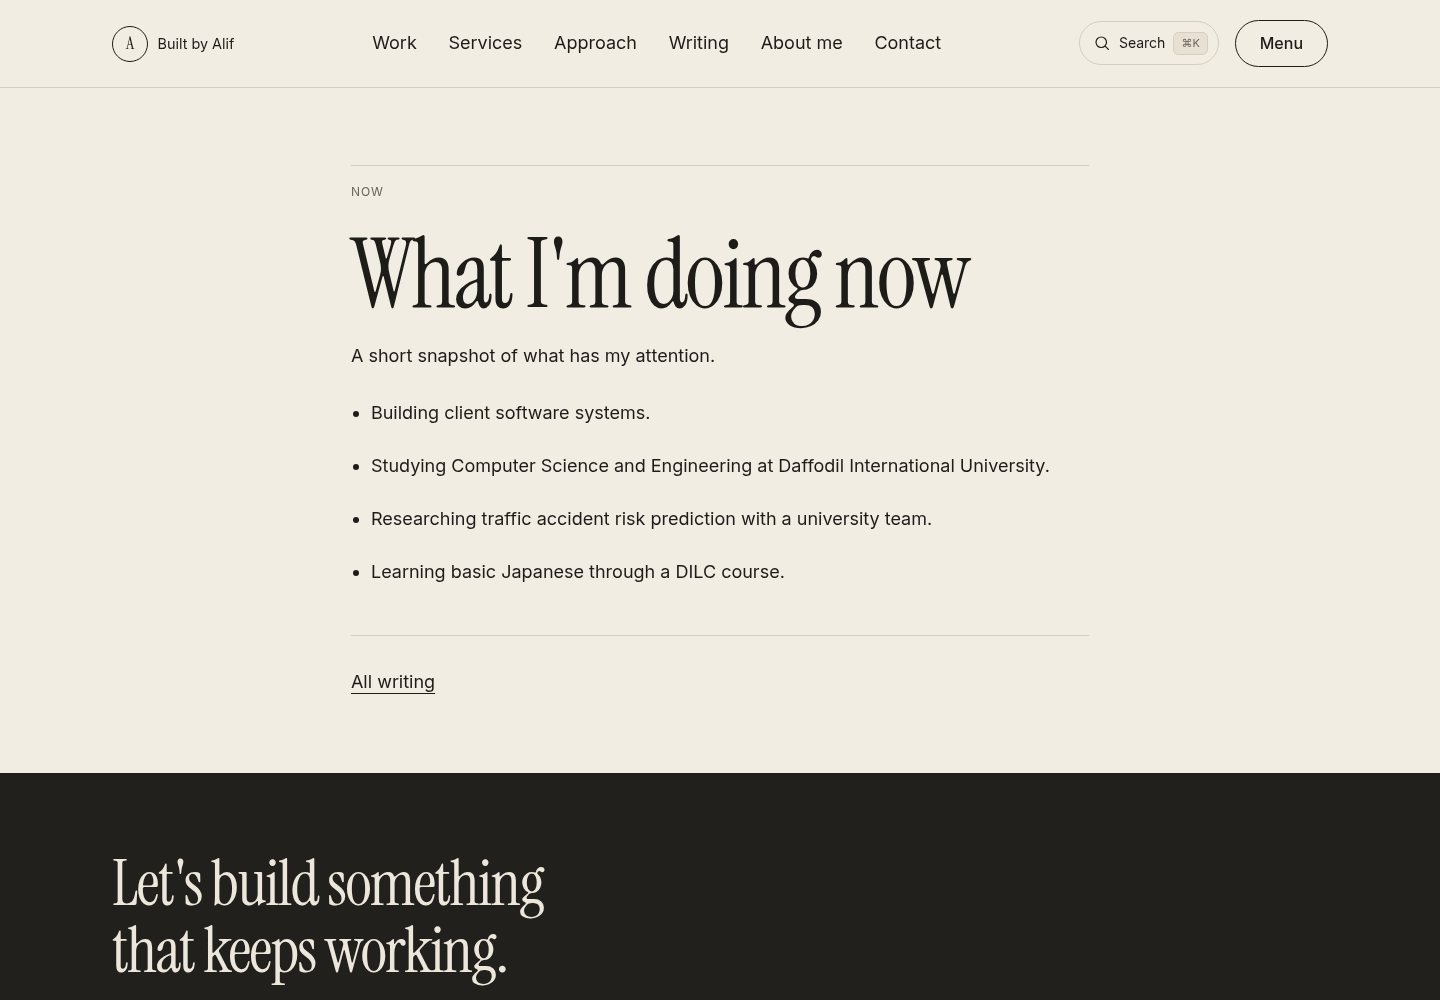 A Built by Alif
Work Services Approach Writing About me Contact
Search ⌘K
Menu
NOW
What I'm doing now
A short snapshot of what has my attention.
Building client software systems.
Studying Computer Science and Engineering at Daffodil International University.
Researching traffic accident risk prediction with a university team.
Learning basic Japanese through a DILC course.
All writing
Let's build something
that keeps working.